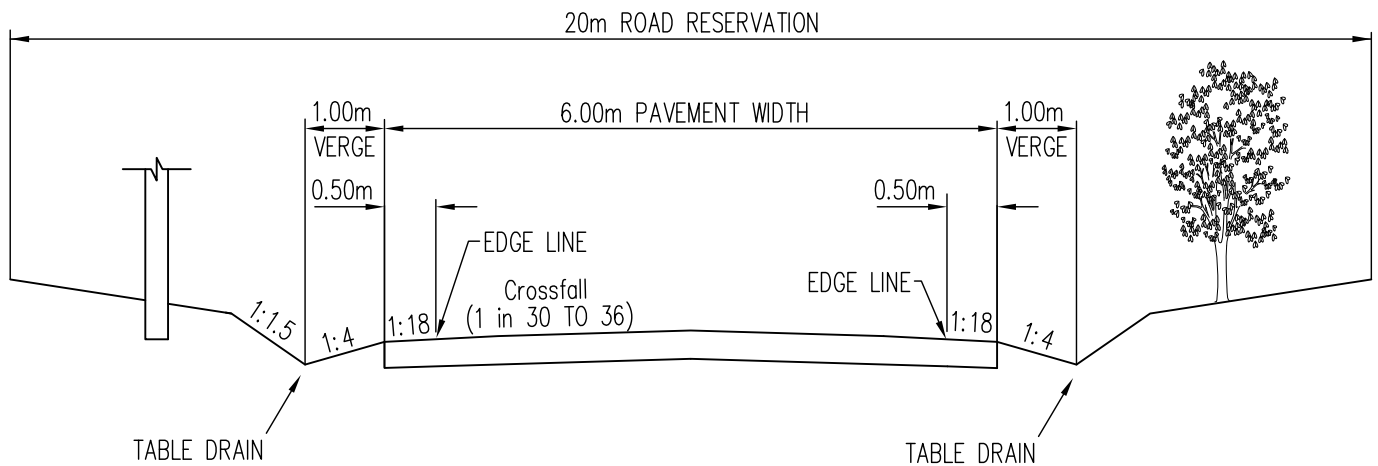 20m ROAD RESERVATION
1.00m
VERGE
6.00m PAVEMENT WIDTH
1.00m
VERGE
0.50m
0.50m
EDGE LINE
EDGE LINE
Crossfall
(1 in 30 TO 36)
1:1.5
1:4
1:18
1:18
1:4
TABLE DRAIN
TABLE DRAIN